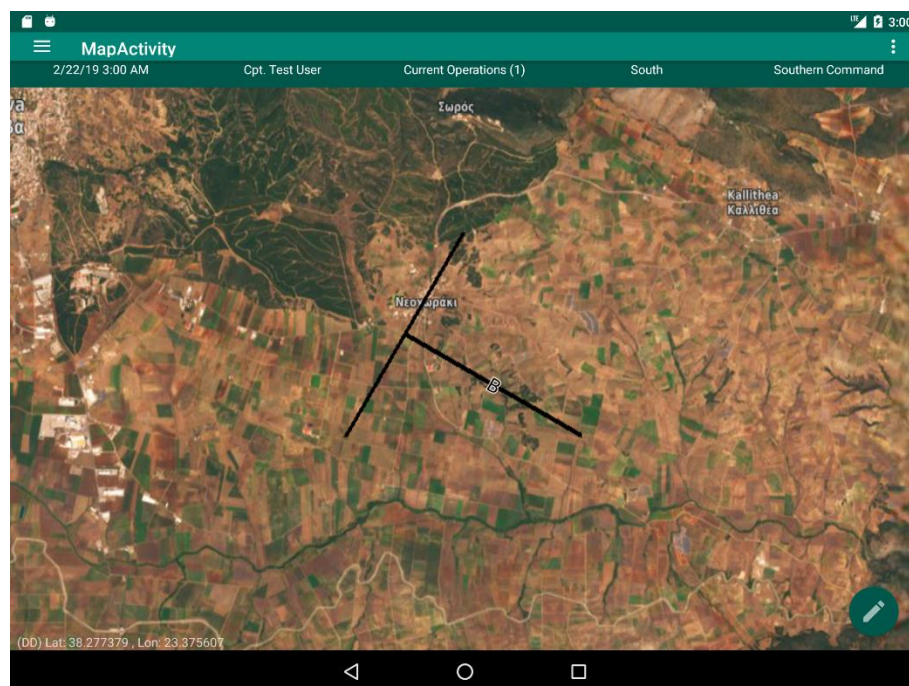 LTE 3:00
MapActivity
2/22/19 3:00 AM Cpt. Test User Current Operations (1) South Southern Command
Σωρός
Kallithea
Καλλιθέα
Νεοχωράκι
B
(DD) Lat: 38.277379 , Lon: 23.375607